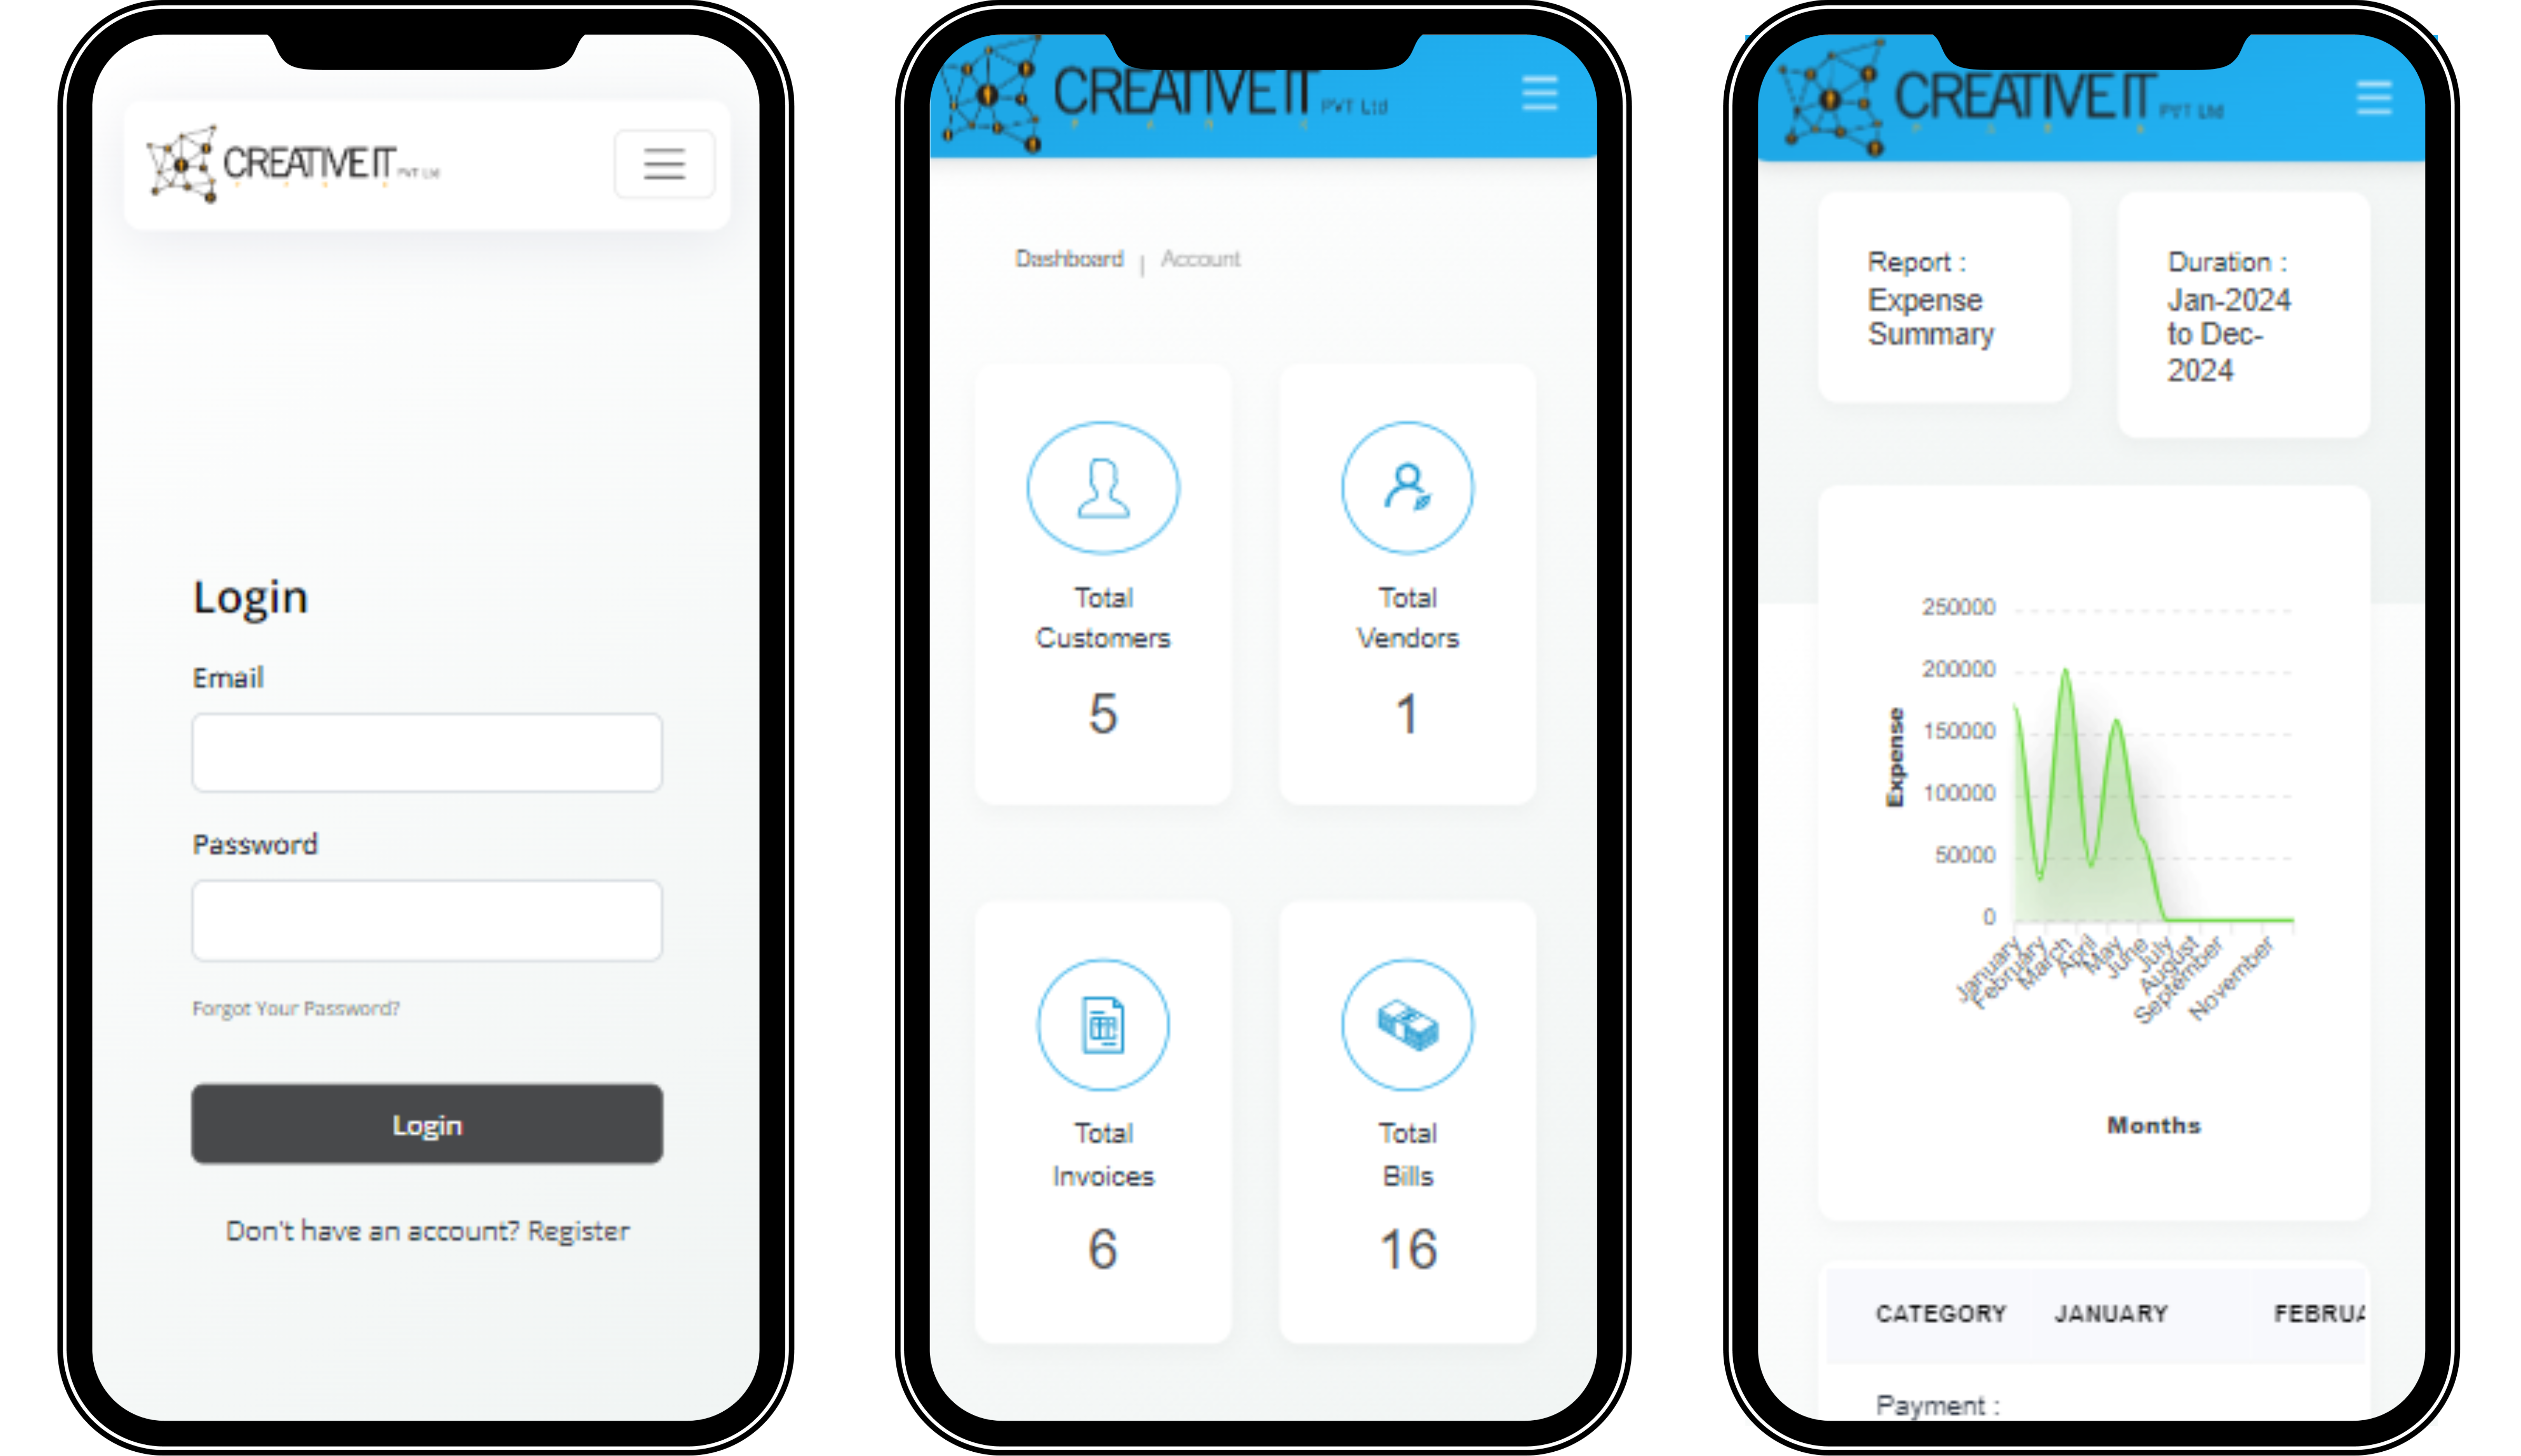 CREATIVE IT PVT Ltd
Login
Email
Password
Forgot Your Password?
Login
Don't have an account? Register
CREATIVE IT PVT Ltd
Dashboard | Account
Total
Customers
5
Total
Vendors
1
Total
Invoices
6
Total
Bills
16
CREATIVE IT PVT Ltd
Report :
Expense
Summary
Duration :
Jan-2024
to Dec-
2024
250000
200000
150000
100000
50000
0
Expense
January
February
March
April
May
June
July
August
September
November
Months
CATEGORY JANUARY FEBRUA
Payment :